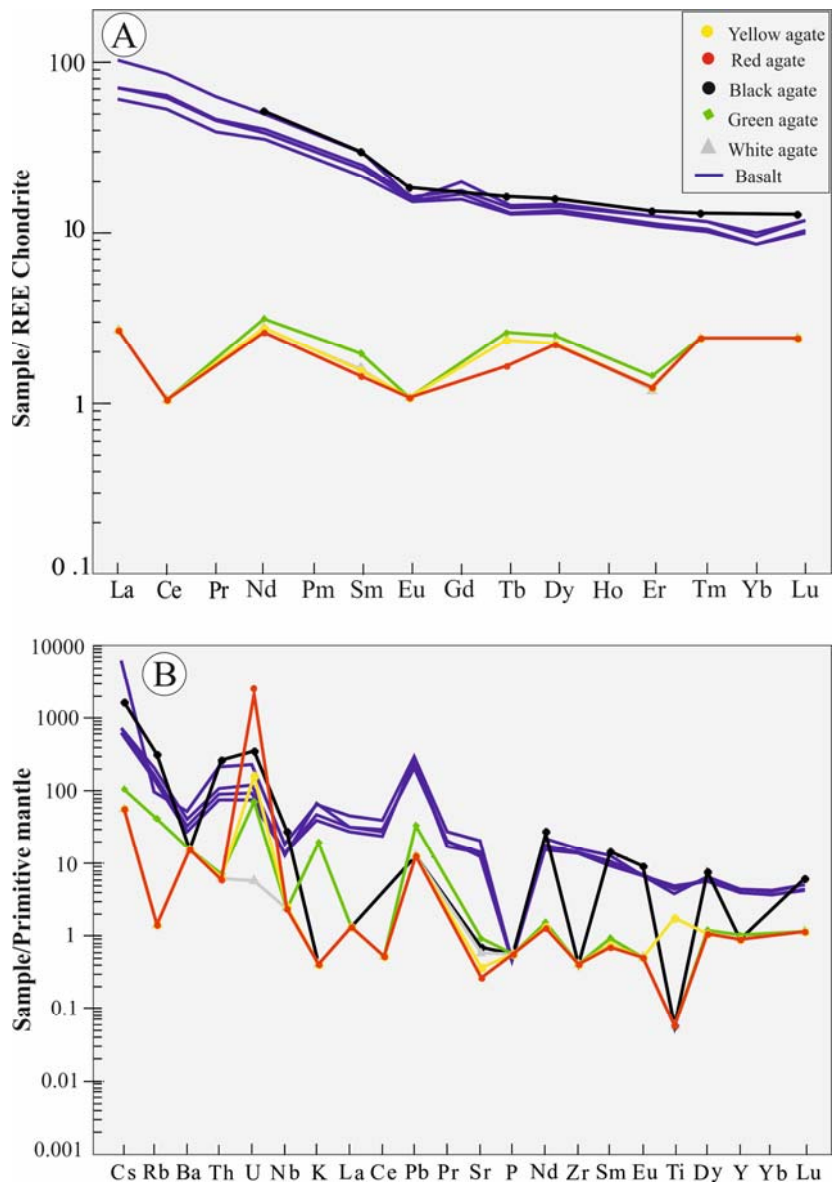 A
Sample/ REE Chondrite
100
10
1
0.1
Yellow agate
Red agate
Black agate
Green agate
White agate
Basalt
La Ce Pr Nd Pm Sm Eu Gd Tb Dy Ho Er Tm Yb Lu
B
Sample/Primitive mantle
10000
1000
100
10
1
0.1
0.01
0.001
Cs Rb Ba Th U Nb K La Ce Pb Pr Sr P Nd Zr Sm Eu Ti Dy Y Yb Lu